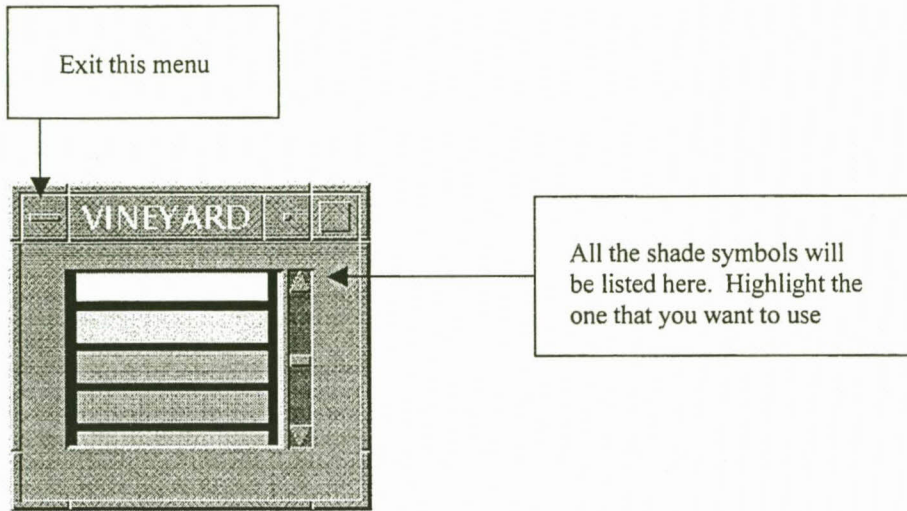 Exit this menu
VINEYARD
All the shade symbols will
be listed here. Highlight the
one that you want to use